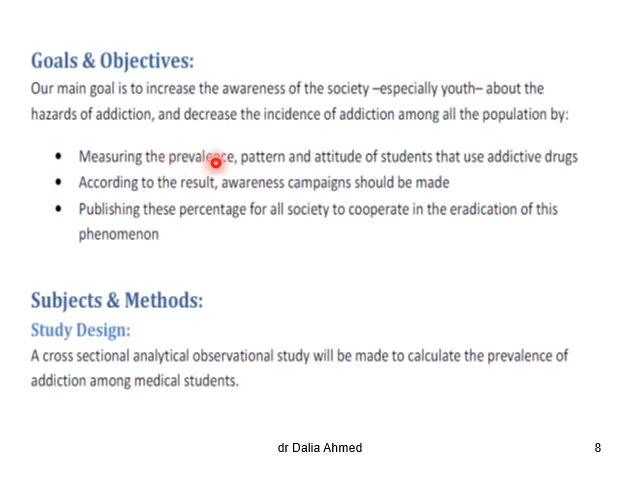 Goals & Objectives:
Our main goal is to increase the awareness of the society –especially youth– about the
hazards of addiction, and decrease the incidence of addiction among all the population by:
• Measuring the prevalence, pattern and attitude of students that use addictive drugs
• According to the result, awareness campaigns should be made
• Publishing these percentage for all society to cooperate in the eradication of this
phenomenon
Subjects & Methods:
Study Design:
A cross sectional analytical observational study will be made to calculate the prevalence of
addiction among medical students.
dr Dalia Ahmed
8